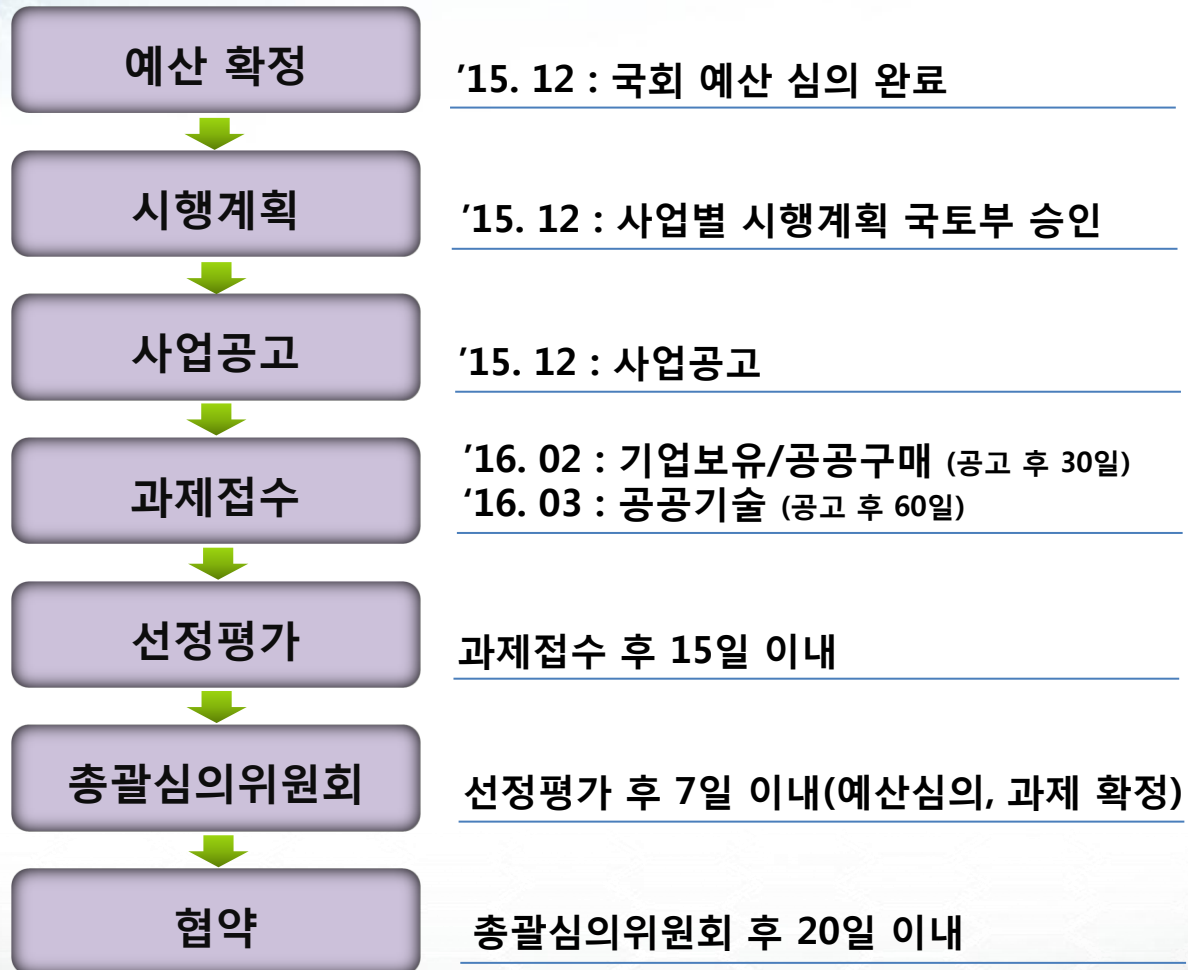 예산 확정
’15. 12 : 국회 예산 심의 완료
시행계획
’15. 12 : 사업별 시행계획 국토부 승인
사업공고
’15. 12 : 사업공고
과제접수
’16. 02 : 기업보유/공공구매 (공고 후 30일)
‘16. 03 : 공공기술 (공고 후 60일)
선정평가
과제접수 후 15일 이내
총괄심의위원회
선정평가 후 7일 이내(예산심의, 과제 확정)
협약
총괄심의위원회 후 20일 이내